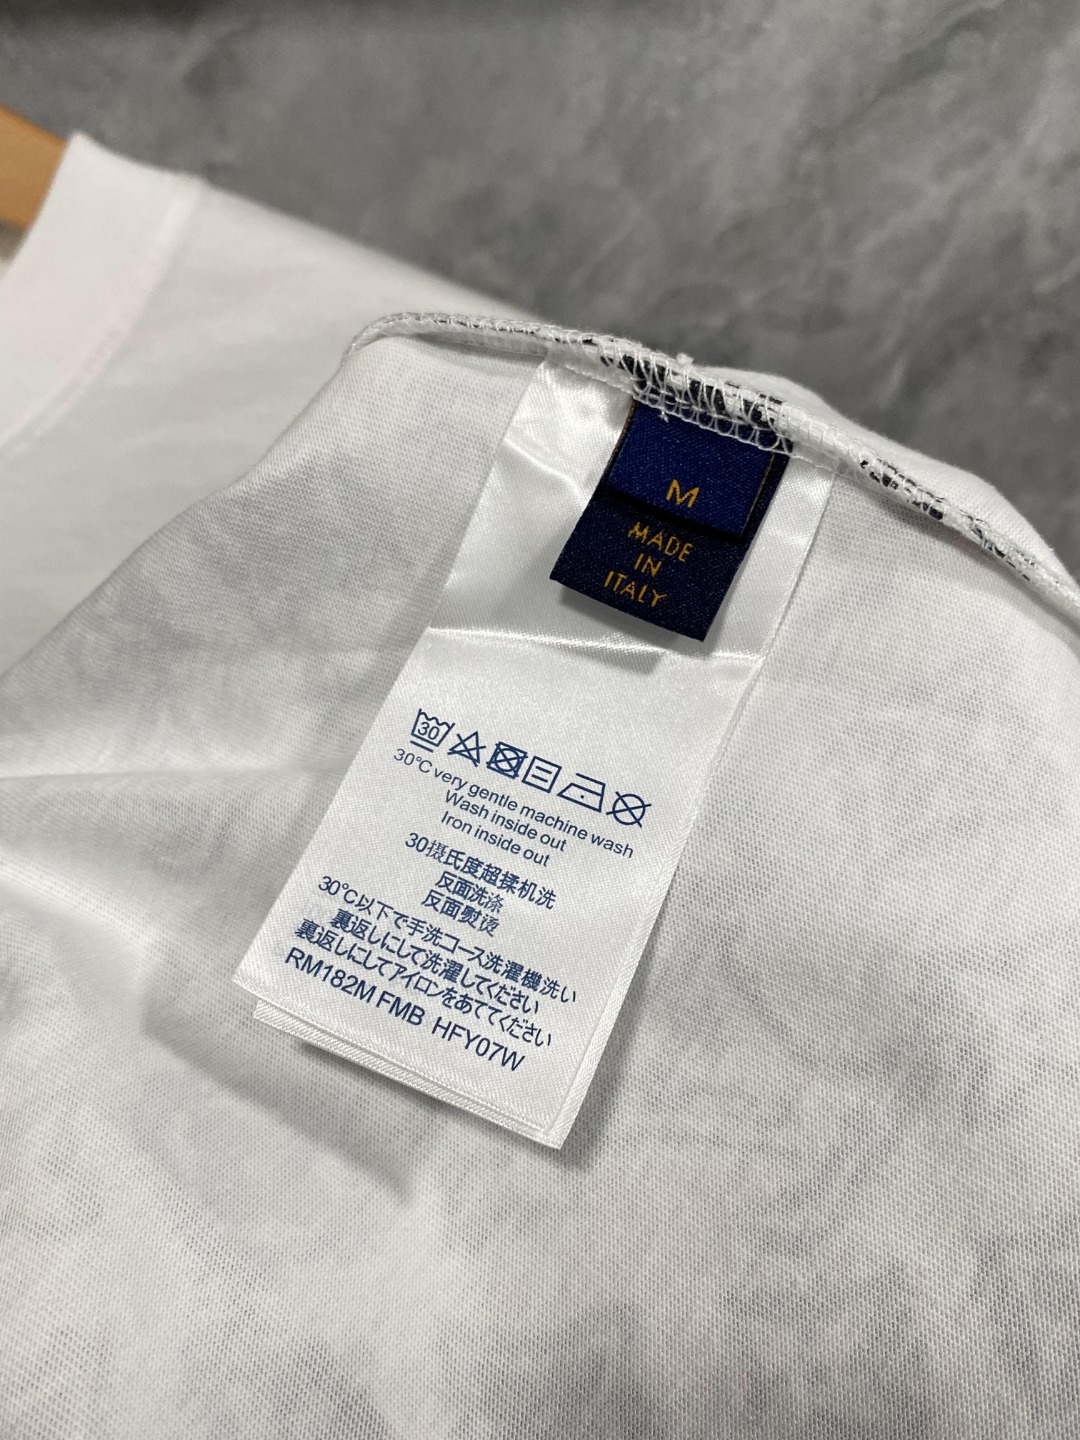 M
MADE
IN
ITALY
30
30°C very gentle machine wash
Wash inside out
Iron inside out
30摄氏度超揉机洗
反面洗涤
反面熨烫
30℃以下で手洗コース洗濯機洗い
裏返しにして洗濯してください
裏返しにしてアイロンをあててください
RM182M FMB HFY07W